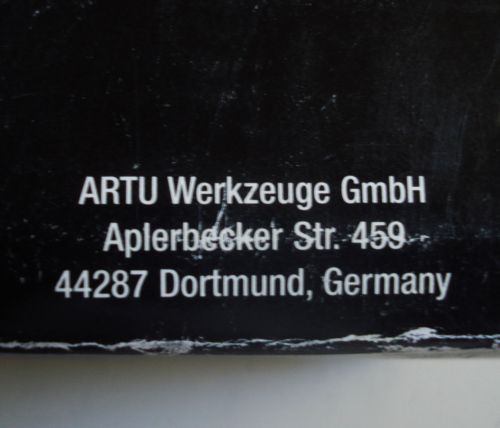 ARTU Werkzeuge GmbH
Aplerbecker Str. 459
44287 Dortmund, Germany